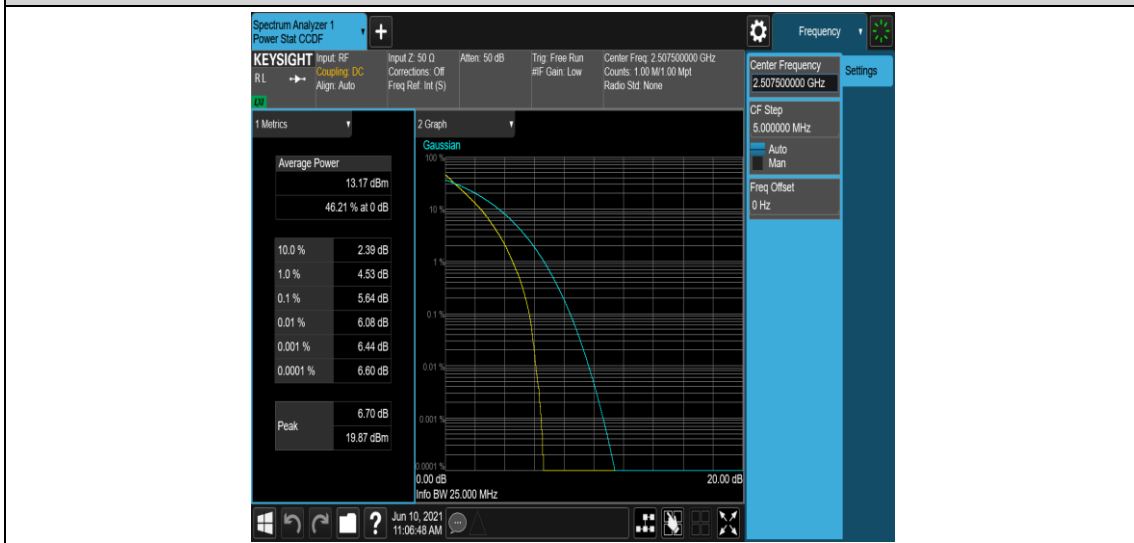 Spectrum Analyzer 1
Power Stat CCDF
+
Frequency
KEYSIGHT
RL
LXI
Input: RF
Coupling: DC
Align: Auto
Input Z: 50 Ω
Corrections: Off
Freq Ref: Int (S)
Atten: 50 dB
Trig: Free Run
#IF Gain: Low
Center Freq: 2.507500000 GHz
Counts: 1.00 M/1.00 Mpt
Radio Std: None
Center Frequency
2.507500000 GHz
Settings
CF Step
5.000000 MHz
Auto
Man
Freq Offset
0 Hz
1 Metrics
Average Power
13.17 dBm
46.21 % at 0 dB
10.0 % 2.39 dB
1.0 % 4.53 dB
0.1 % 5.64 dB
0.01 % 6.08 dB
0.001 % 6.44 dB
0.0001 % 6.60 dB
Peak
6.70 dB
19.87 dBm
2 Graph
Gaussian
100 %
10 %
1 %
0.1 %
0.01 %
0.001 %
0.0001 %
0.00 dB 20.00 dB
Info BW 25.000 MHz
?
Jun 10, 2021
11:06:48 AM